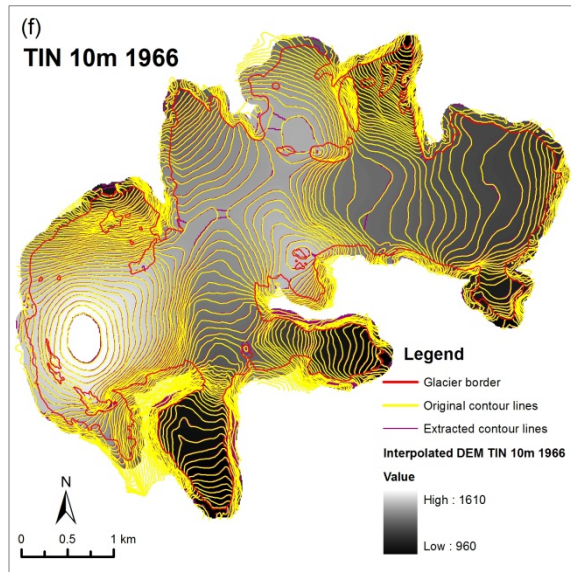 (f)
TIN 10m 1966
Legend
Glacier border
Original contour lines
Extracted contour lines
Interpolated DEM TIN 10m 1966
Value
High : 1610
Low : 960
N
0 0.5 1 km